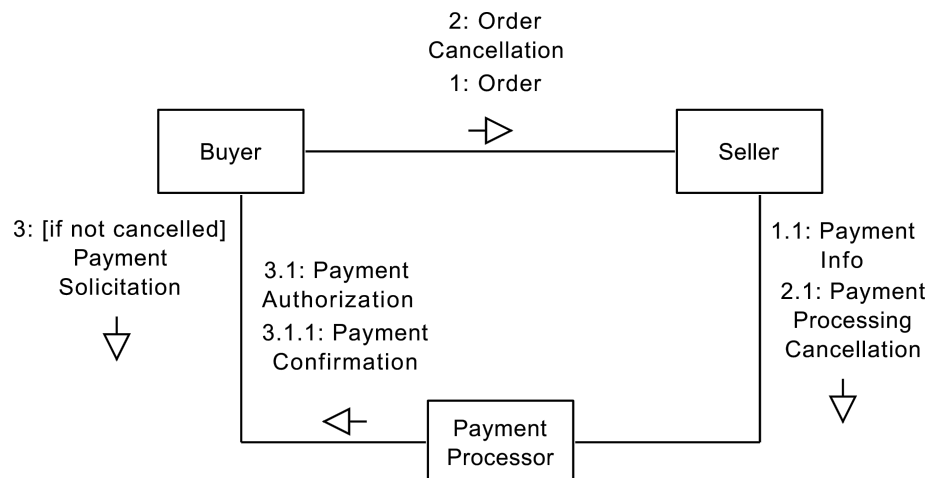 2: Order
Cancellation
1: Order
Buyer
Seller
3: [if not cancelled]
Payment
Solicitation
3.1: Payment
Authorization
3.1.1: Payment
Confirmation
1.1: Payment
Info
2.1: Payment
Processing
Cancellation
Payment
Processor